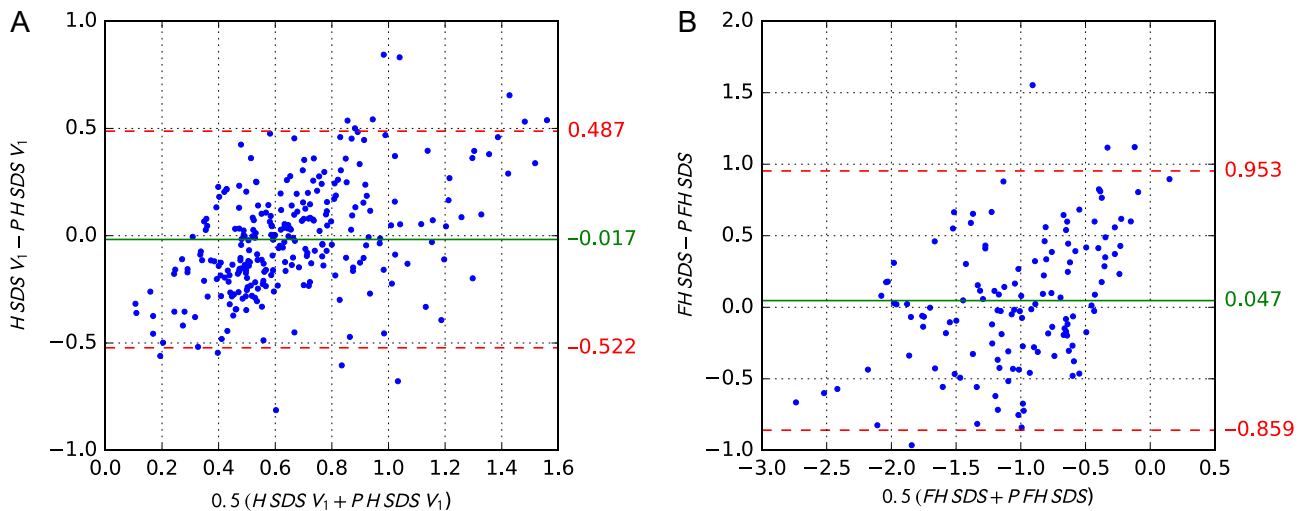 A
1.0
0.5
0.0
−0.5
−1.0
H SDS V1 − P H SDS V1
0.487
−0.017
−0.522
0.0 0.2 0.4 0.6 0.8 1.0 1.2 1.4 1.6
0.5 (H SDS V1 + P H SDS V1)
B
2.0
1.5
1.0
0.5
0.0
−0.5
−1.0
FH SDS − P FH SDS
0.953
0.047
−0.859
−3.0 −2.5 −2.0 −1.5 −1.0 −0.5 0.0 0.5
0.5 (FH SDS + P FH SDS)